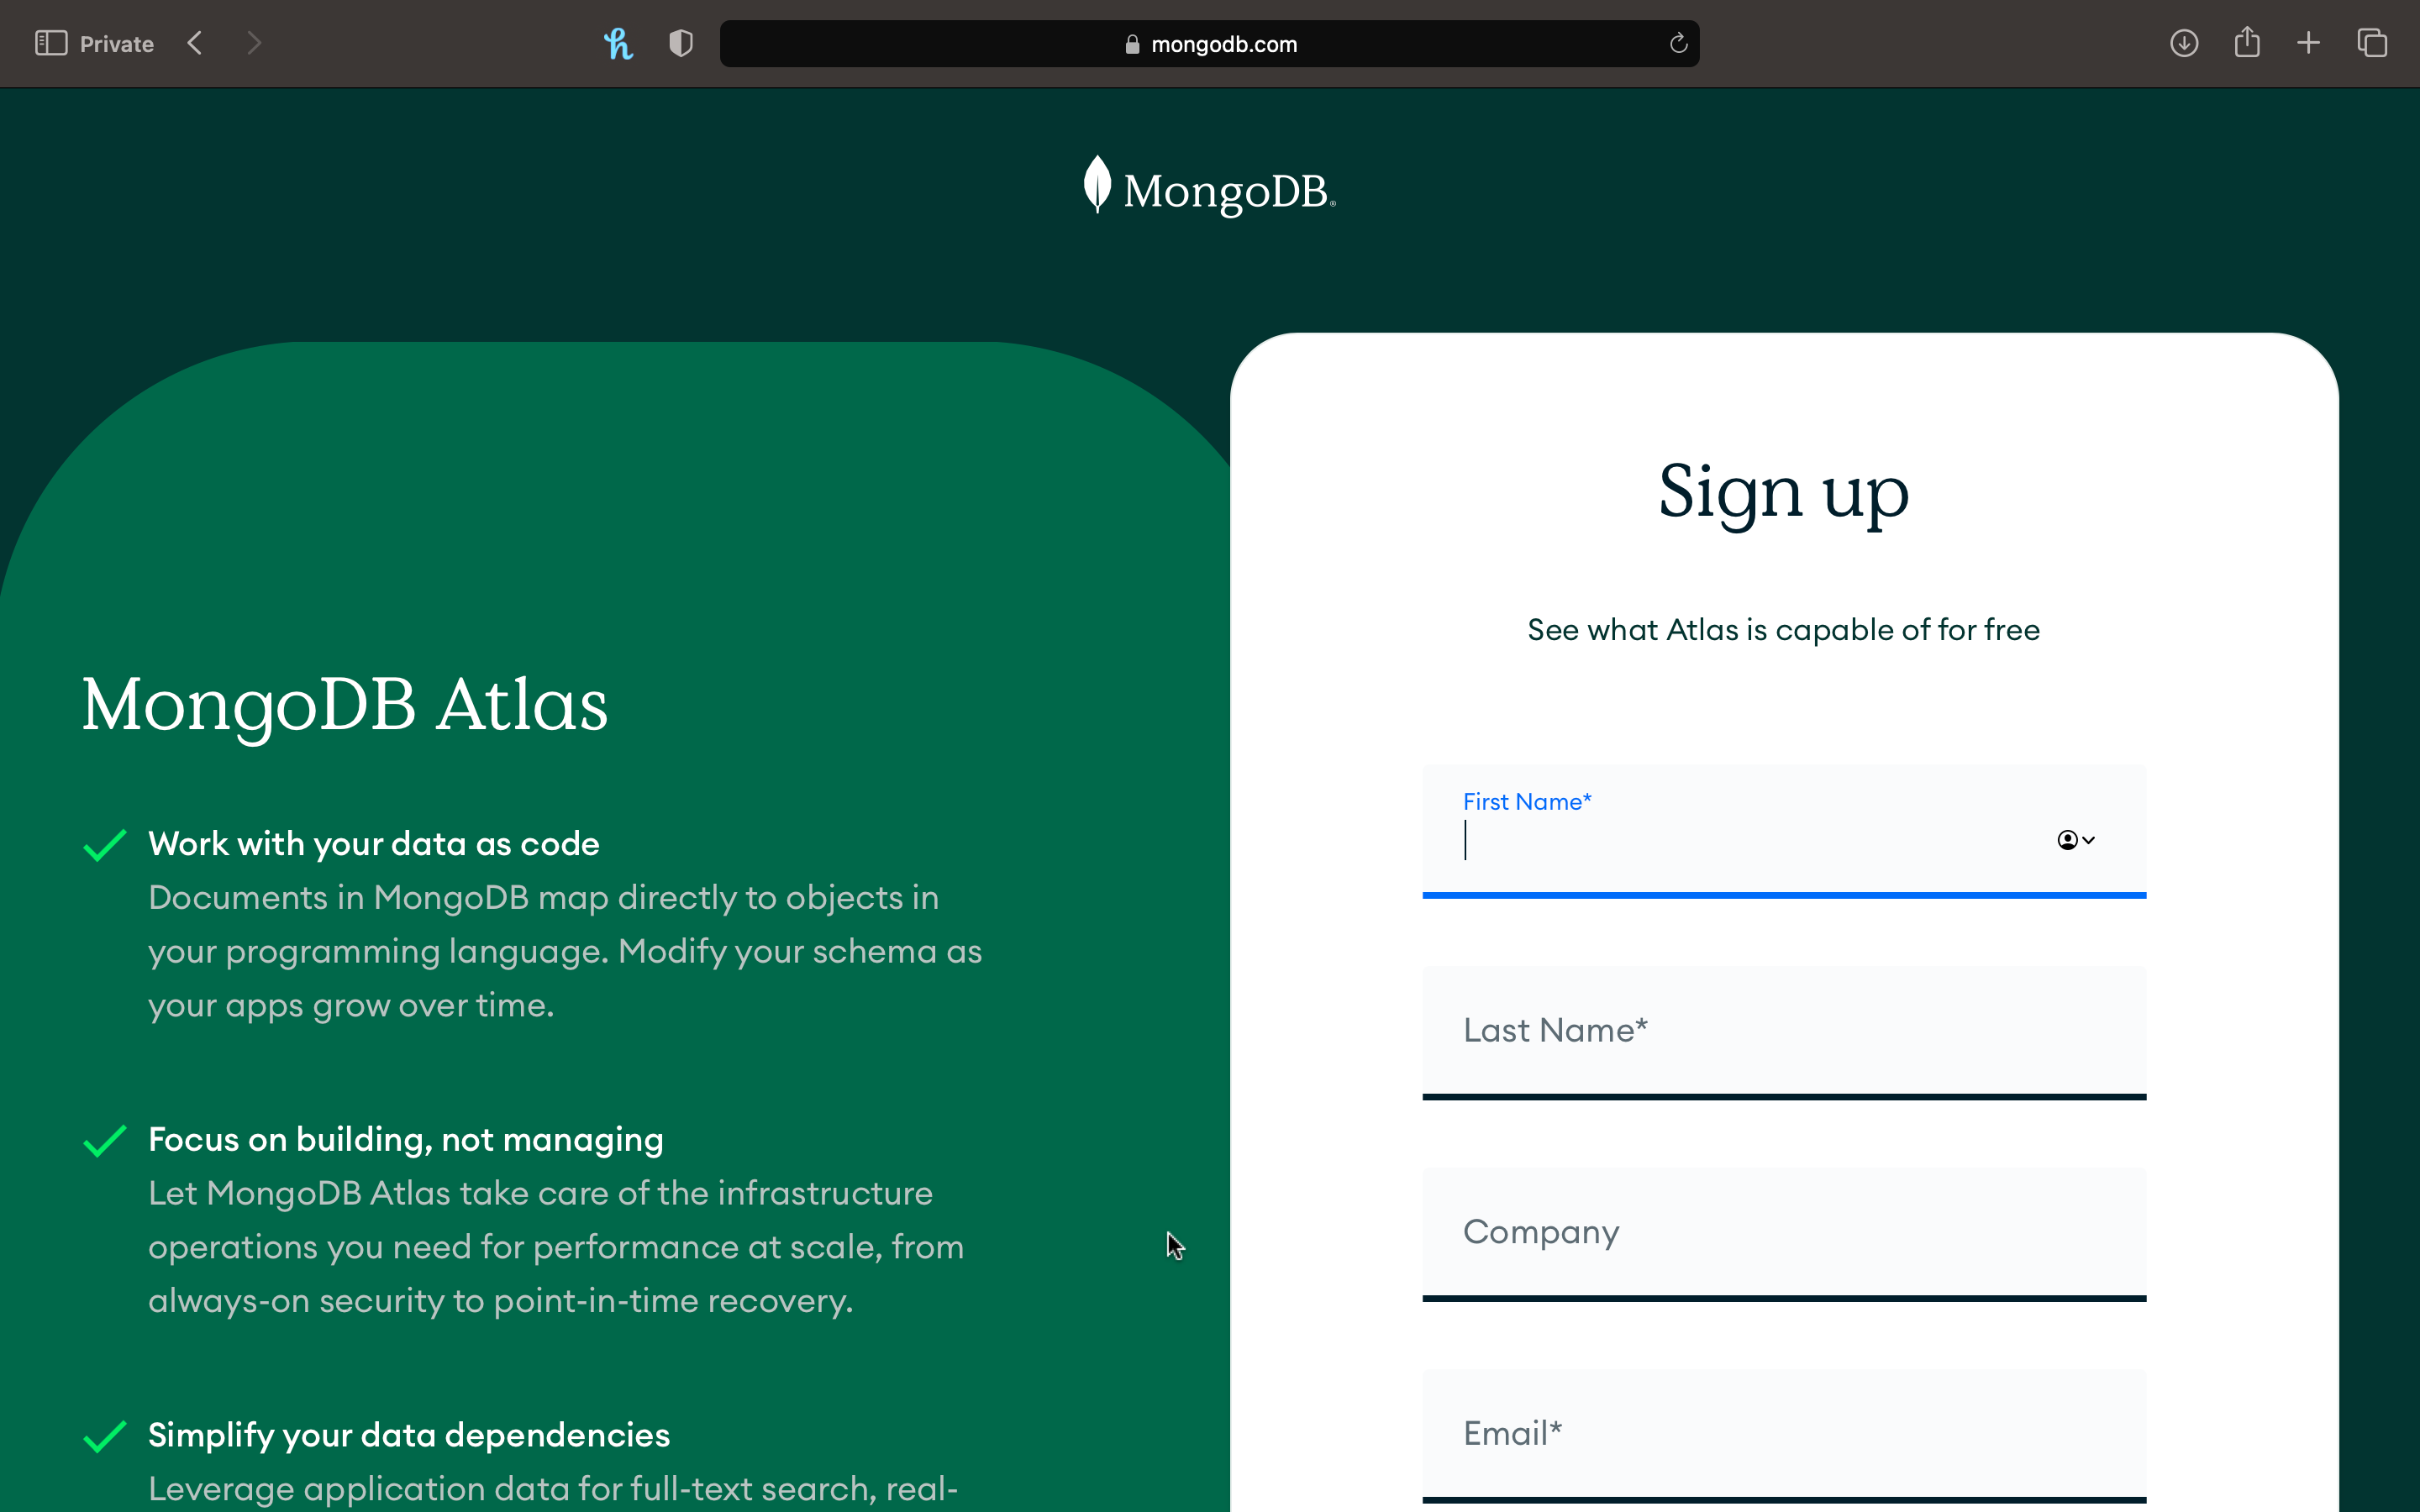 Private
mongodb.com
MongoDB®
MongoDB Atlas
Work with your data as code
Documents in MongoDB map directly to objects in
your programming language. Modify your schema as
your apps grow over time.
Focus on building, not managing
Let MongoDB Atlas take care of the infrastructure
operations you need for performance at scale, from
always-on security to point-in-time recovery.
Simplify your data dependencies
Leverage application data for full-text search, real-
Sign up
See what Atlas is capable of for free
First Name*
Last Name*
Company
Email*